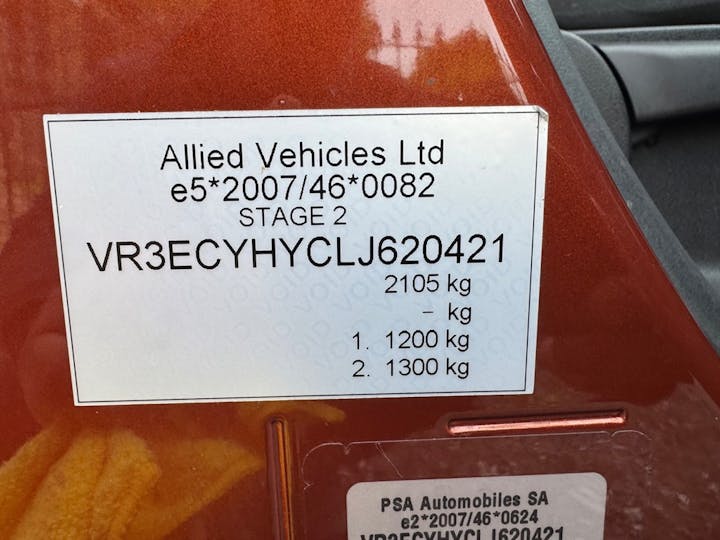 Allied Vehicles Ltd
e5*2007/46*0082
STAGE 2
VR3ECYHYCLJ620421
2105 kg
– kg
1. 1200 kg
2. 1300 kg
PSA Automobiles SA
e2*2007/46*0624
VR3ECYHYCLJ620421